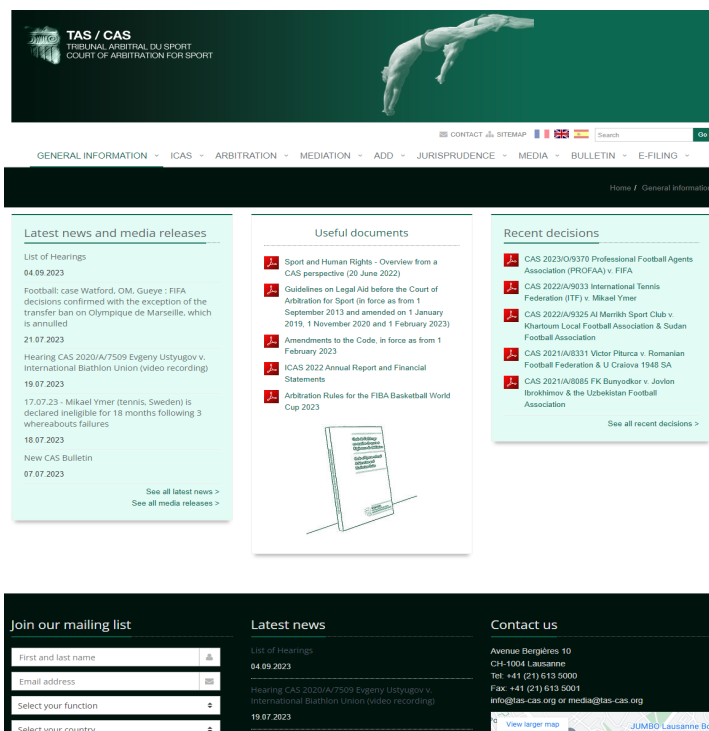 TAS / CAS
TRIBUNAL ARBITRAL DU SPORT
COURT OF ARBITRATION FOR SPORT
CONTACT SITEMAP Search Go
GENERAL INFORMATION ICAS ARBITRATION MEDIATION ADD JURISPRUDENCE MEDIA BULLETIN E-FILING
Home / General information
Latest news and media releases
List of Hearings
04.09.2023
Football: case Watford, OM, Gueye : FIFA
decisions confirmed with the exception of the
transfer ban on Olympique de Marseille, which
is annulled
21.07.2023
Hearing CAS 2020/A/7509 Evgeny Ustyugov v.
International Biathlon Union (video recording)
19.07.2023
17.07.23 - Mikael Ymer (tennis, Sweden) is
declared ineligible for 18 months following 3
whereabouts failures
18.07.2023
New CAS Bulletin
07.07.2023
See all latest news >
See all media releases >
Useful documents
Sport and Human Rights - Overview from a
CAS perspective (20 June 2022)
Guidelines on Legal Aid before the Court of
Arbitration for Sport (in force as from 1
September 2013 and amended on 1 January
2019, 1 November 2020 and 1 February 2023)
Amendments to the Code, in force as from 1
February 2023
ICAS 2022 Annual Report and Financial
Statements
Arbitration Rules for the FIBA Basketball World
Cup 2023
Recent decisions
CAS 2023/O/9370 Professional Football Agents
Association (PROFAA) v. FIFA
CAS 2022/A/9033 International Tennis
Federation (ITF) v. Mikael Ymer
CAS 2022/A/9325 Al Merrikh Sport Club v.
Khartoum Local Football Association & Sudan
Football Association
CAS 2021/A/8331 Victor Piturca v. Romanian
Football Federation & U Craiova 1948 SA
CAS 2021/A/8085 FK Bunyodkor v. Jovlon
Ibrokhimov & the Uzbekistan Football
Association
See all recent decisions >
Join our mailing list
First and last name
Email address
Select your function
Select your country
Latest news
List of Hearings
04.09.2023
Hearing CAS 2020/A/7509 Evgeny Ustyugov v.
International Biathlon Union (video recording)
19.07.2023
Contact us
Avenue Bergières 10
CH-1004 Lausanne
Tel: +41 (21) 613 5000
Fax: +41 (21) 613 5001
info@tas-cas.org or media@tas-cas.org
View larger map
JUMBO Lausanne Bo